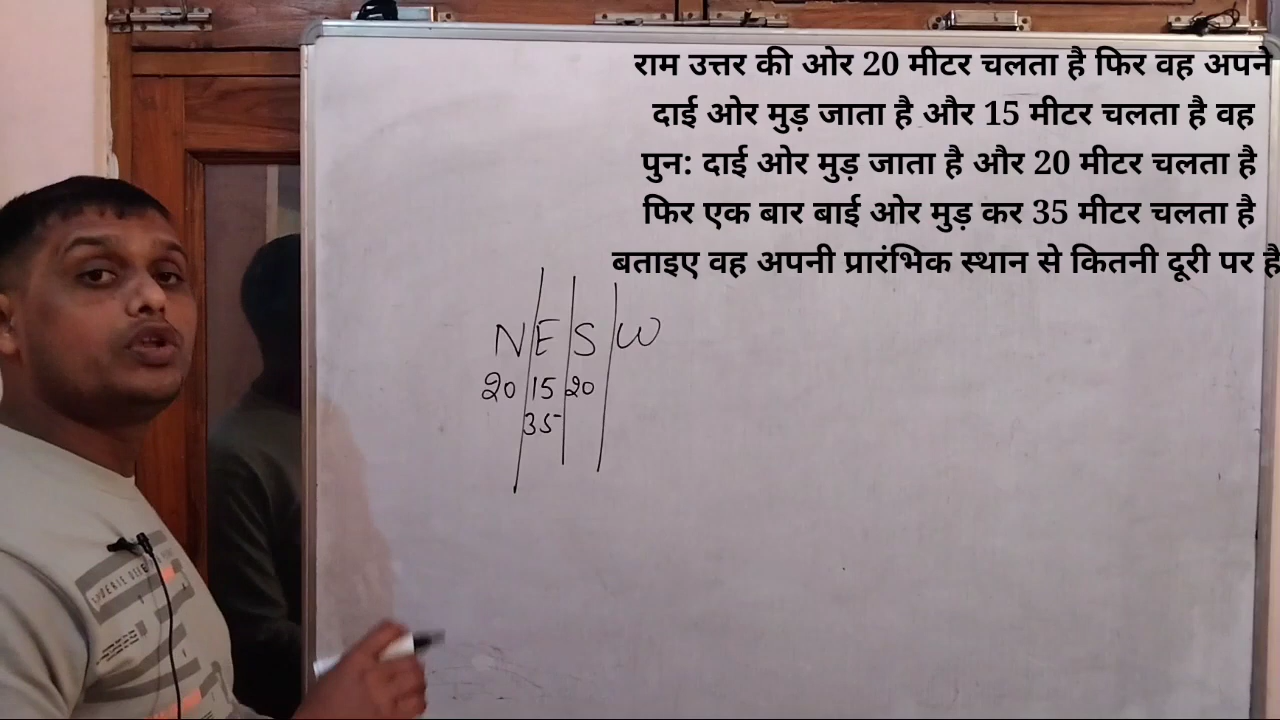 राम उत्तर की ओर 20 मीटर चलता है फिर वह अपने
दाई ओर मुड़ जाता है और 15 मीटर चलता है वह
पुन: दाई ओर मुड़ जाता है और 20 मीटर चलता है
फिर एक बार बाई ओर मुड़ कर 35 मीटर चलता है
बताइए वह अपनी प्रारंभिक स्थान से कितनी दूरी पर है
N E S W
20 15 20
35